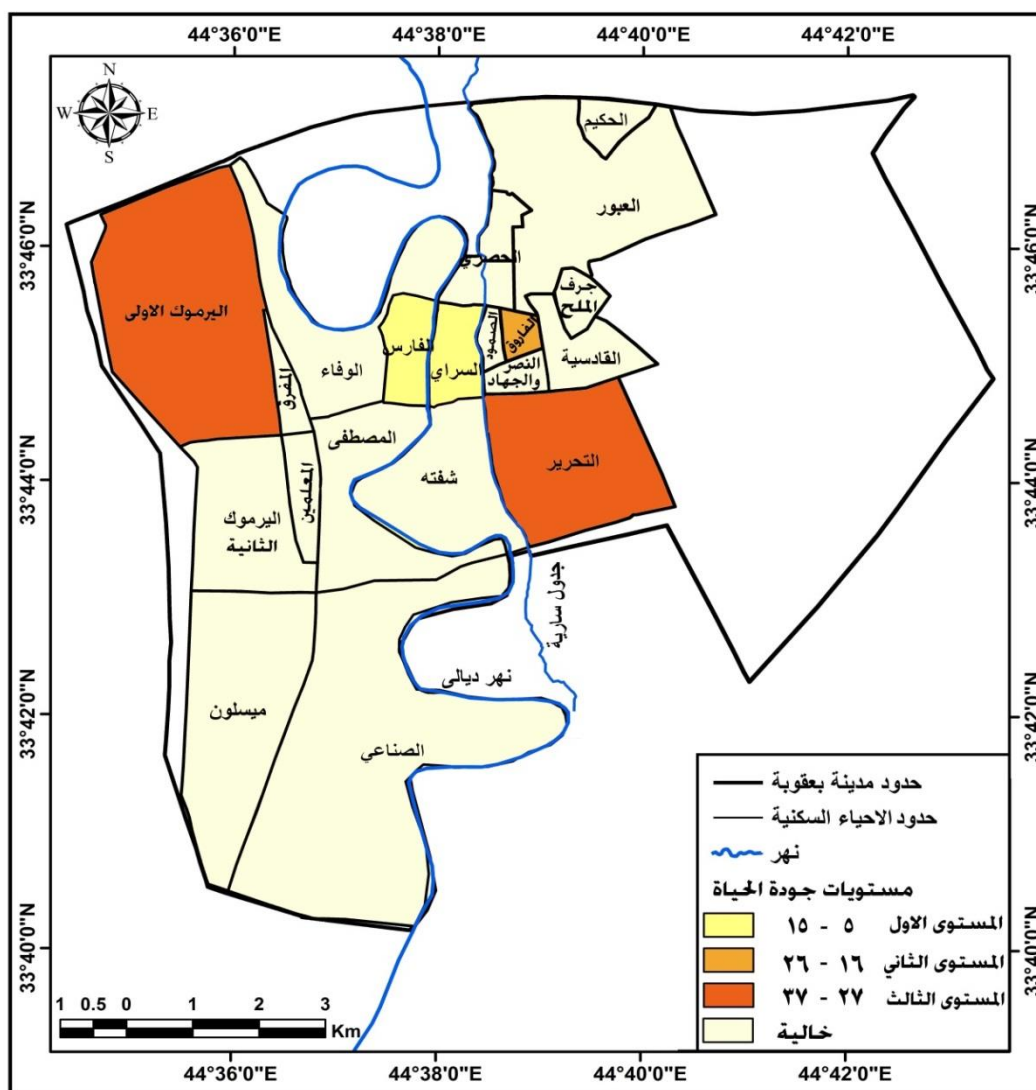 44°36'0"E 44°38'0"E 44°40'0"E 44°42'0"E
N
W E
S
33°46'0"N
33°44'0"N
33°42'0"N
33°40'0"N
33°46'0"N
33°44'0"N
33°42'0"N
33°40'0"N
الحكيم
العبور
الحصري
جرف
الملح
اليرموك الاولى
الصمود
الفاروق
الفارس
السراي
النصر
والجهاد
القادسية
المفرق
الوفاء
المصطفى
شفته
التحرير
المعلمين
اليرموك
الثانية
جدول سارية
نهر ديالى
ميسلون
الصناعي
حدود مدينة بعقوبة
حدود الاحياء السكنية
نهر
مستويات جودة الحياة
المستوى الاول ٥ - ١٥
المستوى الثاني ١٦ - ٢٦
المستوى الثالث ٢٧ - ٣٧
خالية
1 0.5 0 1 2 3
Km
44°36'0"E 44°38'0"E 44°40'0"E 44°42'0"E